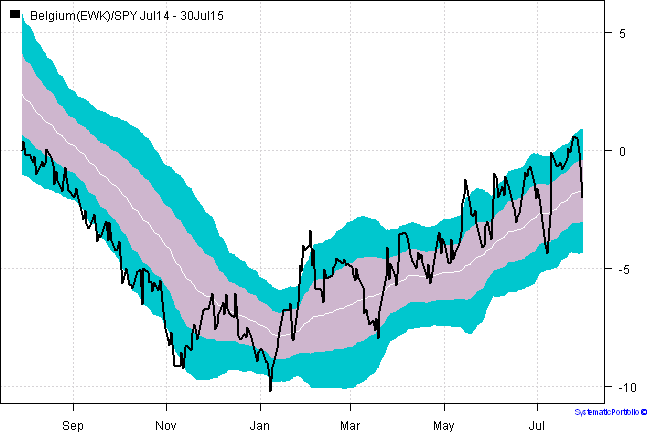 Belgium(EWK)/SPY Jul14 - 30Jul15
5
0
-5
-10
SystematicPortfolio ©
Sep Nov Jan Mar May Jul